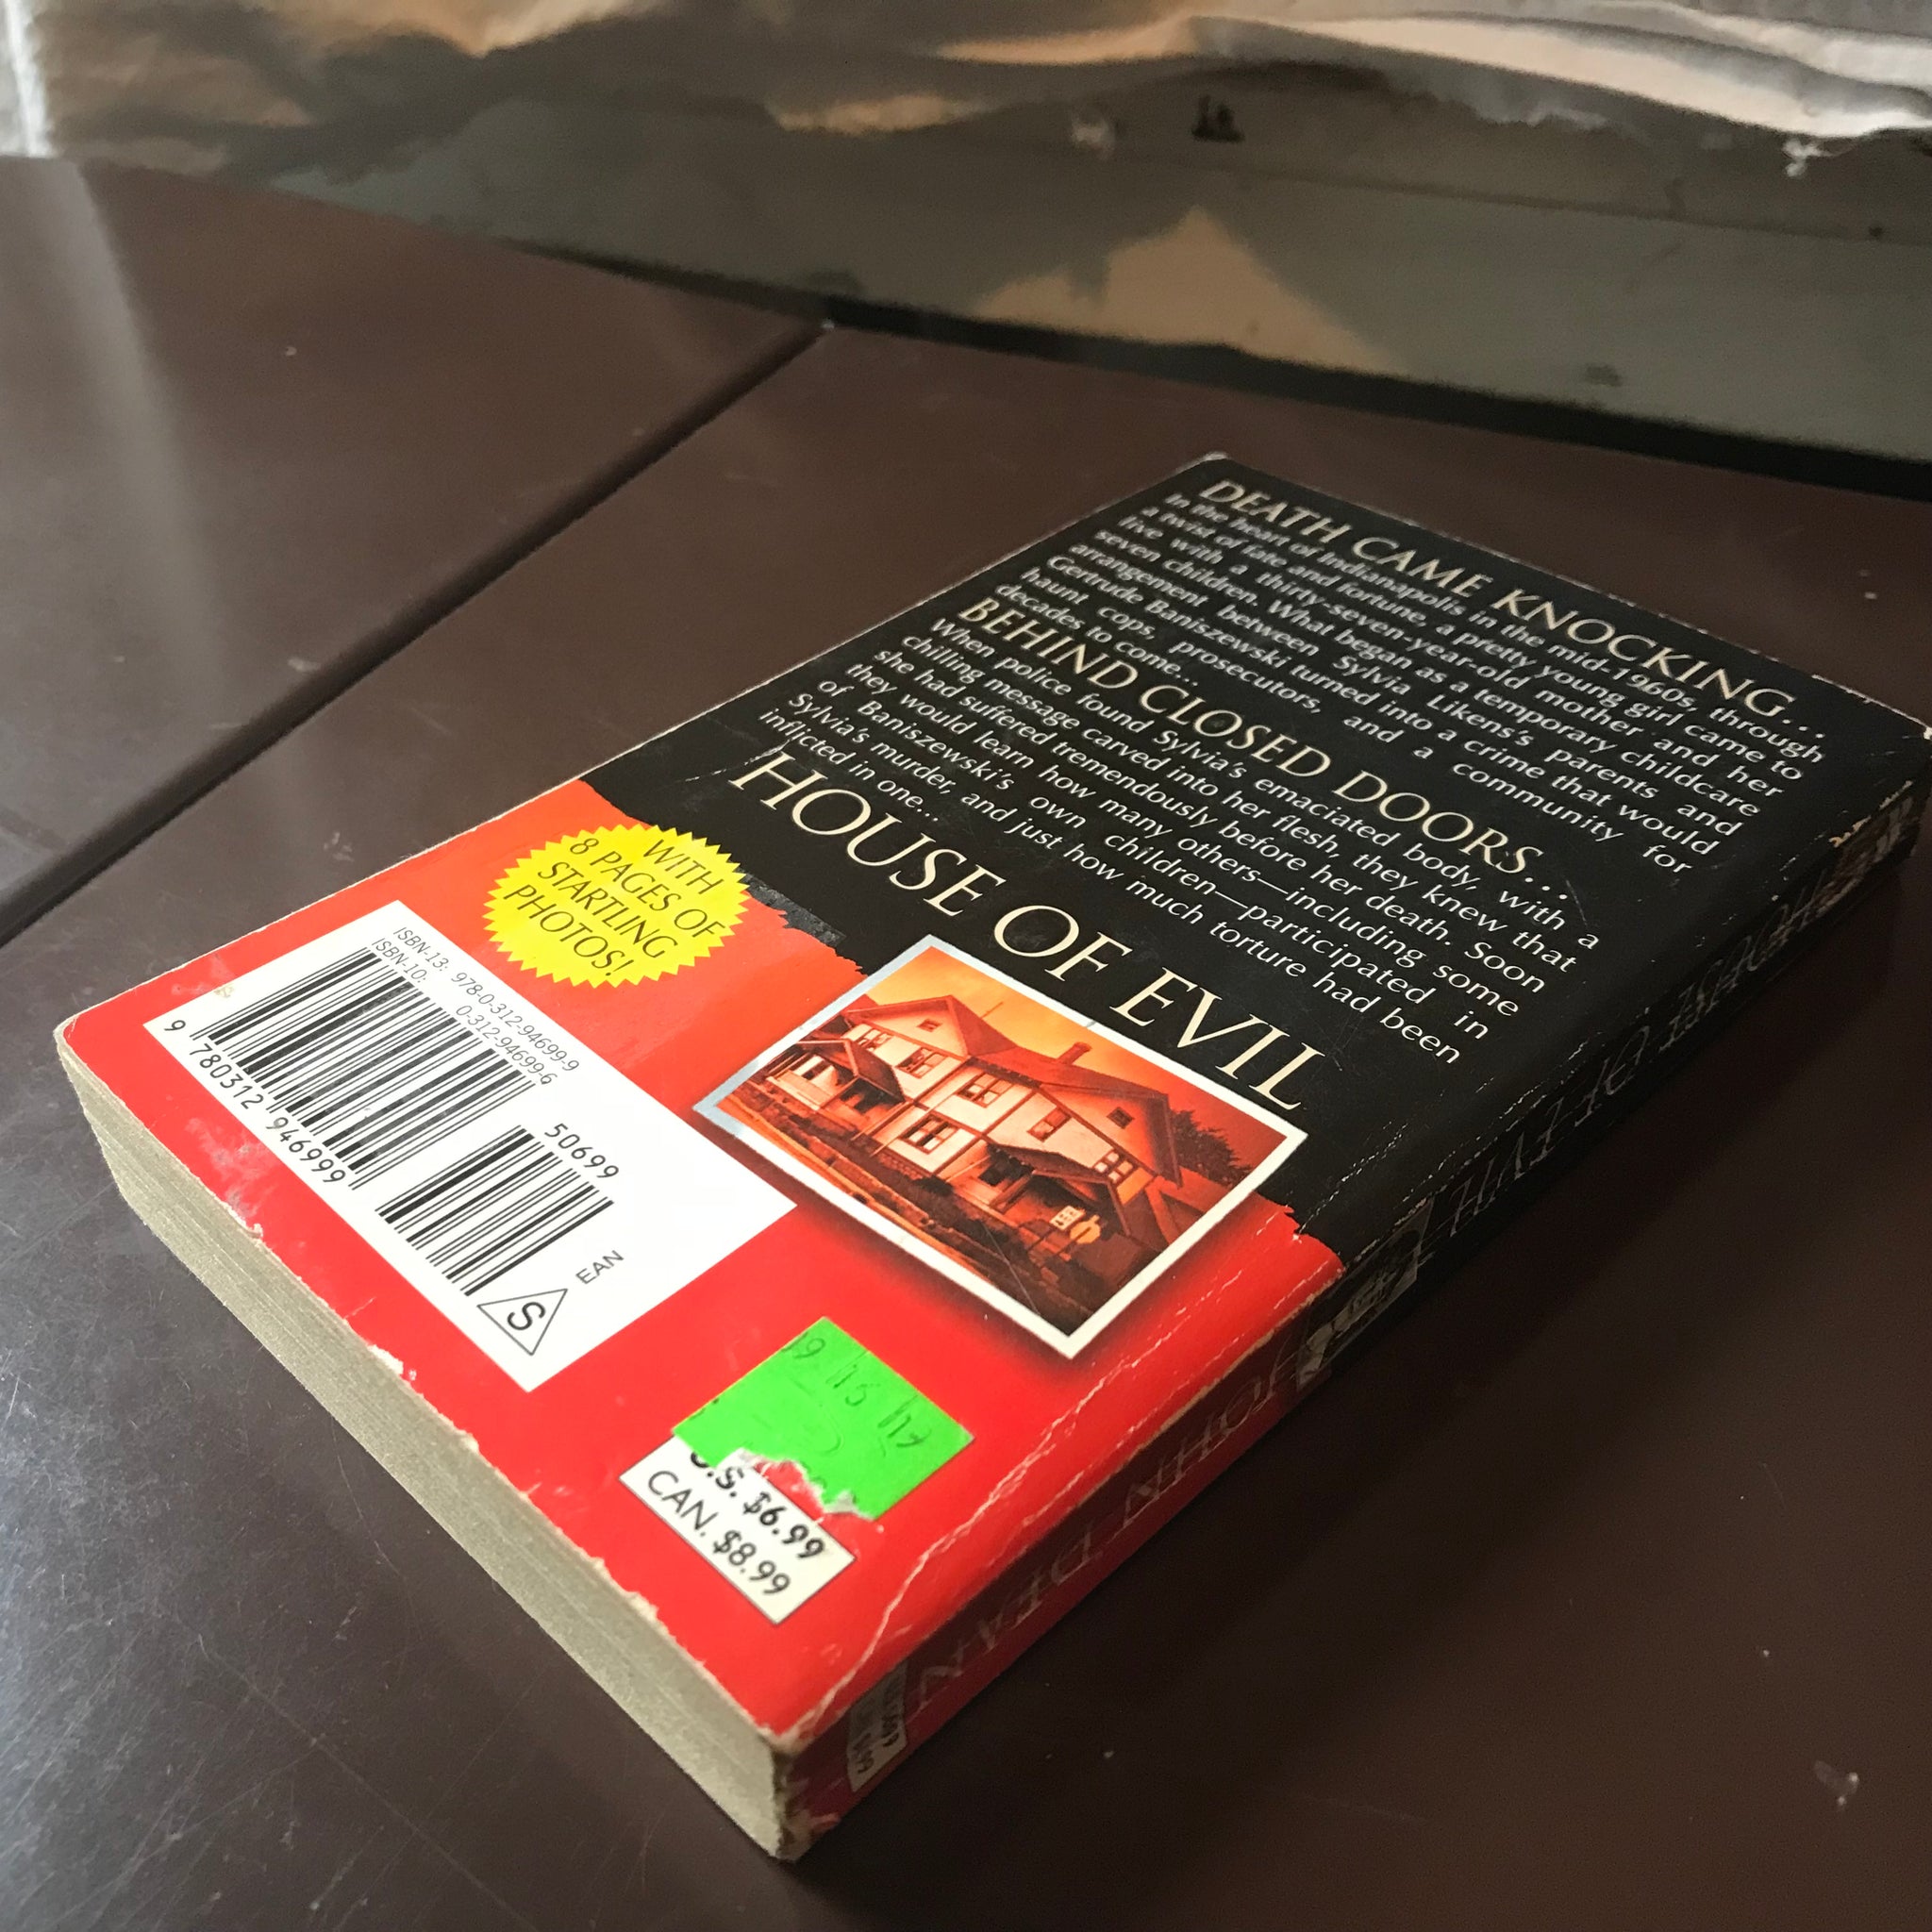 DEATH CAME KNOCKING...
In the heart of Indianapolis in the mid-1960s, through
a twist of fate and fortune, a pretty young girl came to
live with a thirty-seven-year-old mother and her
seven children. What began as a temporary childcare
arrangement between Sylvia Likens's parents and
Gertrude Baniszewski turned into a crime that would
haunt cops, prosecutors, and a community for
decades to come...
BEHIND CLOSED DOORS...
When police found Sylvia's emaciated body, with a
chilling message carved into her flesh, they knew that
she had suffered tremendously before her death. Soon
they would learn how many others—including some
of Baniszewski's own children—participated in
Sylvia's murder, and just how much torture had been
inflicted in one...
HOUSE OF EVIL
WITH
8 PAGES OF
STARTLING
PHOTOS!
ISBN-13: 978-0-312-94699-9
ISBN-10: 0-312-94699-6
50699
9 780312 946999
EAN
S
U.S. $6.99
CAN. $8.99
HOUSE OF EVIL
JOHN DEAN